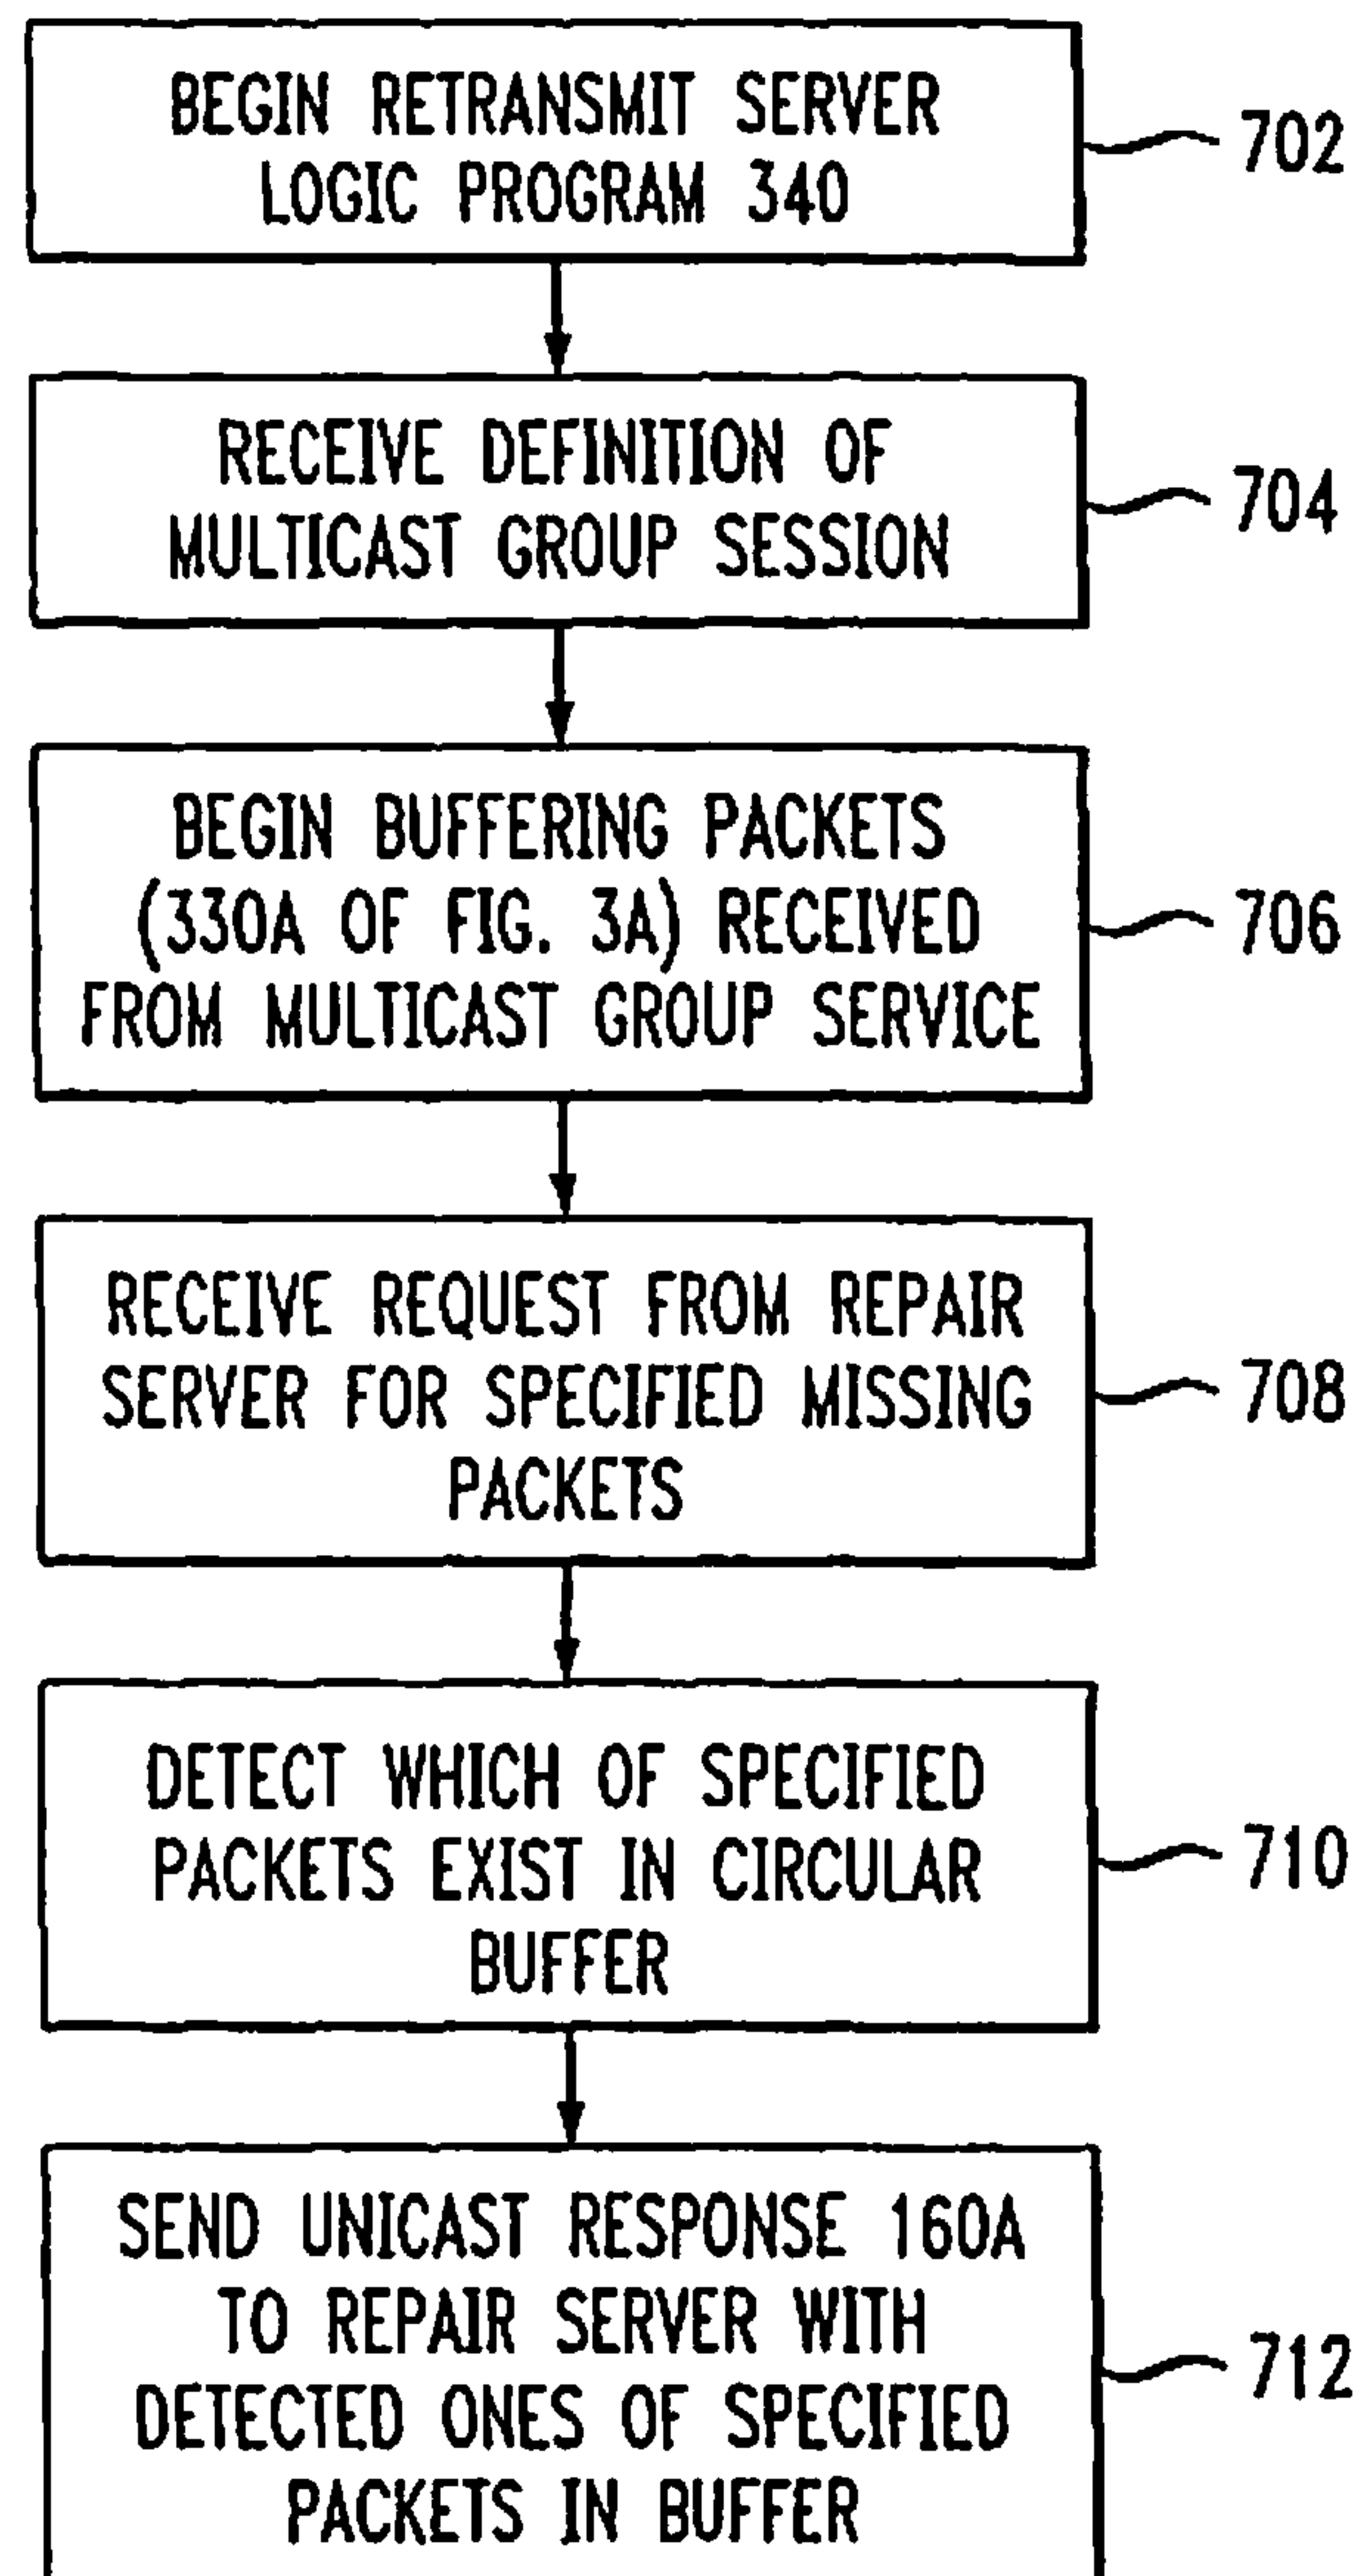 BEGIN RETRANSMIT SERVER
LOGIC PROGRAM 340
702
RECEIVE DEFINITION OF
MULTICAST GROUP SESSION
704
BEGIN BUFFERING PACKETS
(330A OF FIG. 3A) RECEIVED
FROM MULTICAST GROUP SERVICE
706
RECEIVE REQUEST FROM REPAIR
SERVER FOR SPECIFIED MISSING
PACKETS
708
DETECT WHICH OF SPECIFIED
PACKETS EXIST IN CIRCULAR
BUFFER
710
SEND UNICAST RESPONSE 160A
TO REPAIR SERVER WITH
DETECTED ONES OF SPECIFIED
PACKETS IN BUFFER
712